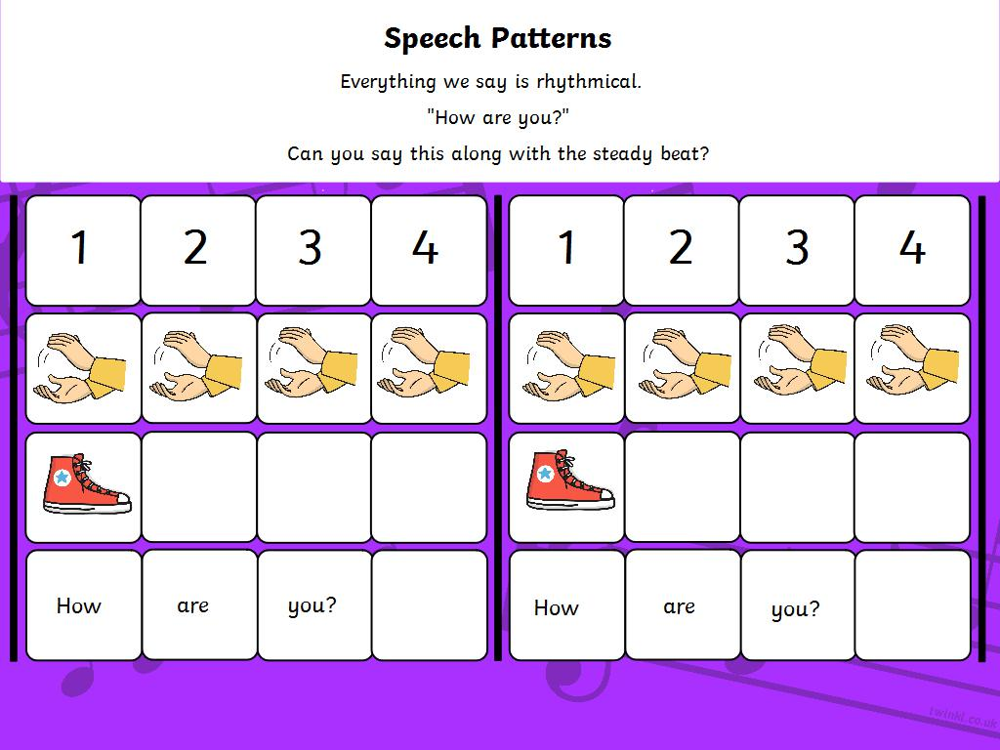 Speech Patterns
Everything we say is rhythmical.
"How are you?"
Can you say this along with the steady beat?
1 2 3 4 1 2 3 4
How are you? How are you?
twinkl.co.uk